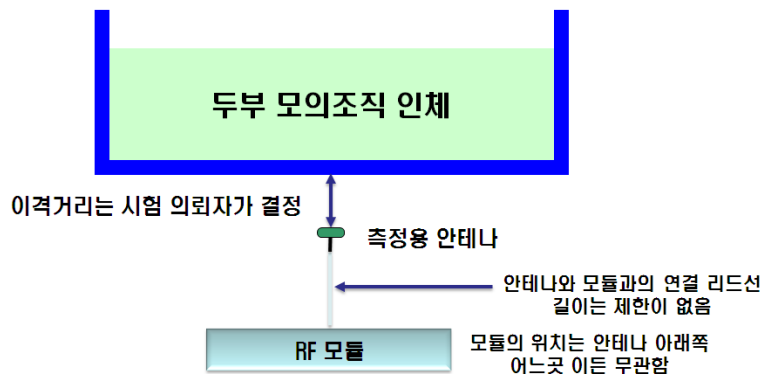 두부 모의조직 인체
이격거리는 시험 의뢰자가 결정
측정용 안테나
안테나와 모듈과의 연결 리드선
길이는 제한이 없음
RF 모듈
모듈의 위치는 안테나 아래쪽
어느곳 이든 무관함